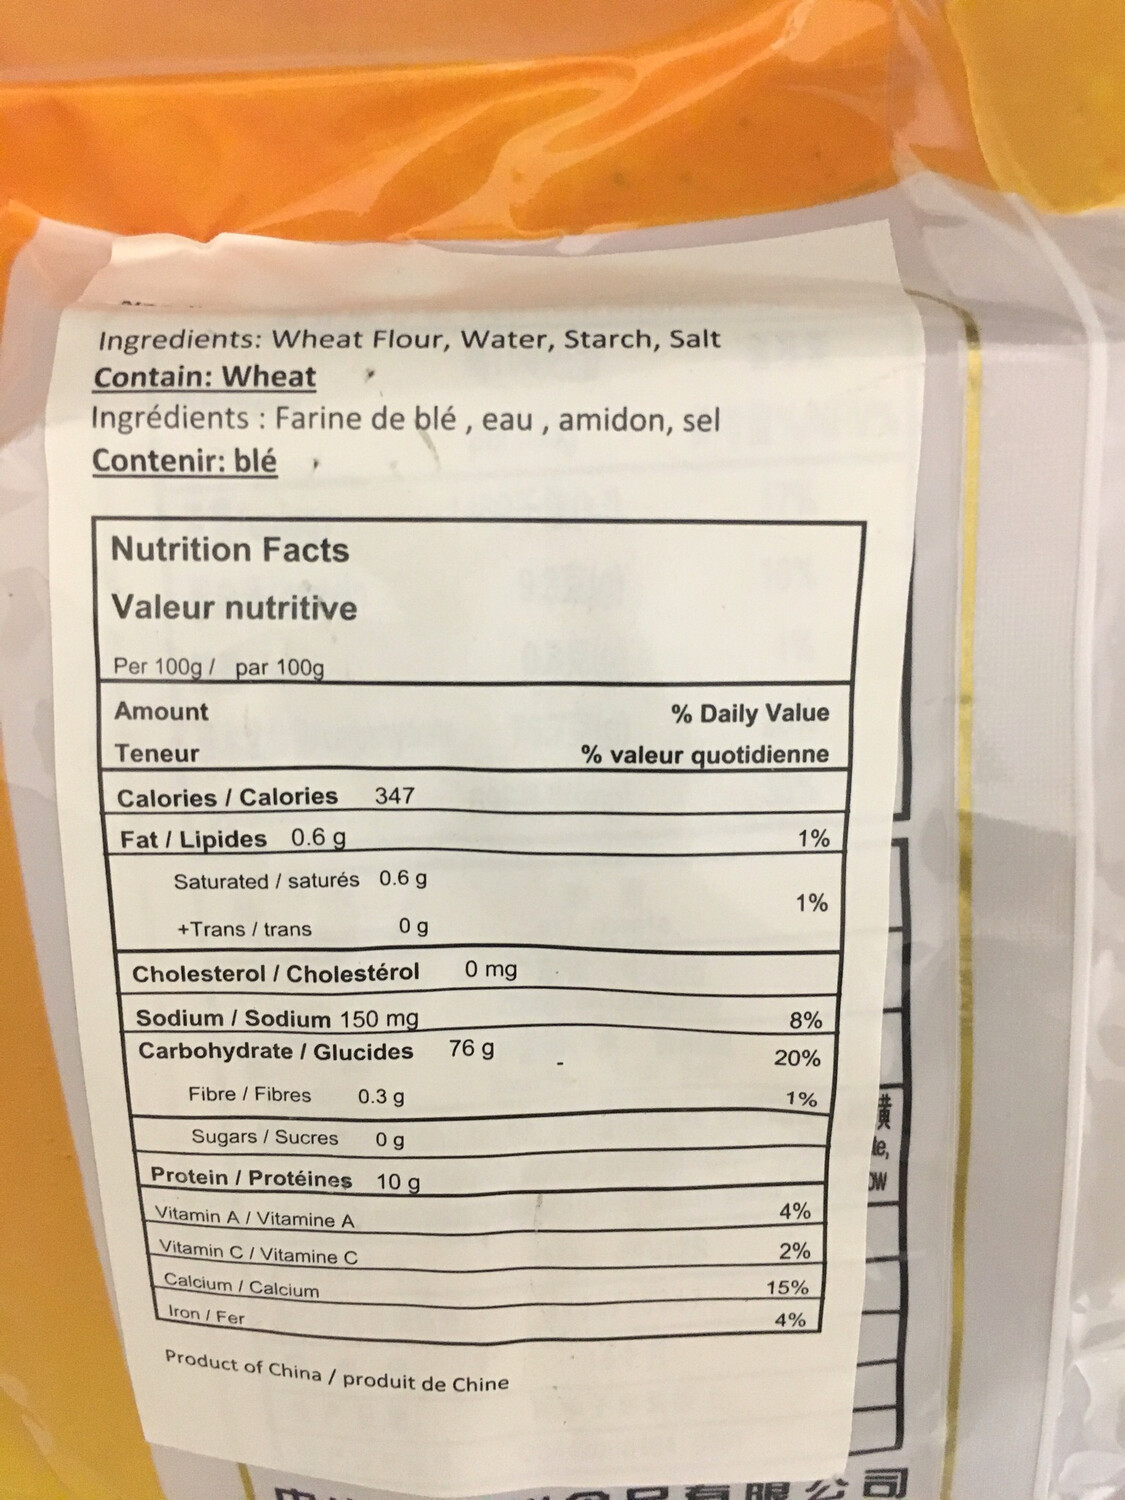 Ingredients: Wheat Flour, Water, Starch, Salt
Contain: Wheat
Ingrédients : Farine de blé , eau , amidon, sel
Contenir: blé
Nutrition Facts
Valeur nutritive
Per 100g / par 100g
Amount % Daily Value
Teneur % valeur quotidienne
Calories / Calories 347
Fat / Lipides 0.6 g 1%
Saturated / saturés 0.6 g
1%
+Trans / trans 0 g
Cholesterol / Cholestérol 0 mg
Sodium / Sodium 150 mg 8%
Carbohydrate / Glucides 76 g 20%
Fibre / Fibres 0.3 g 1%
Sugars / Sucres 0 g
Protein / Protéines 10 g
Vitamin A / Vitamine A 4%
Vitamin C / Vitamine C 2%
Calcium / Calcium 15%
Iron / Fer 4%
Product of China / produit de Chine
黄
公司